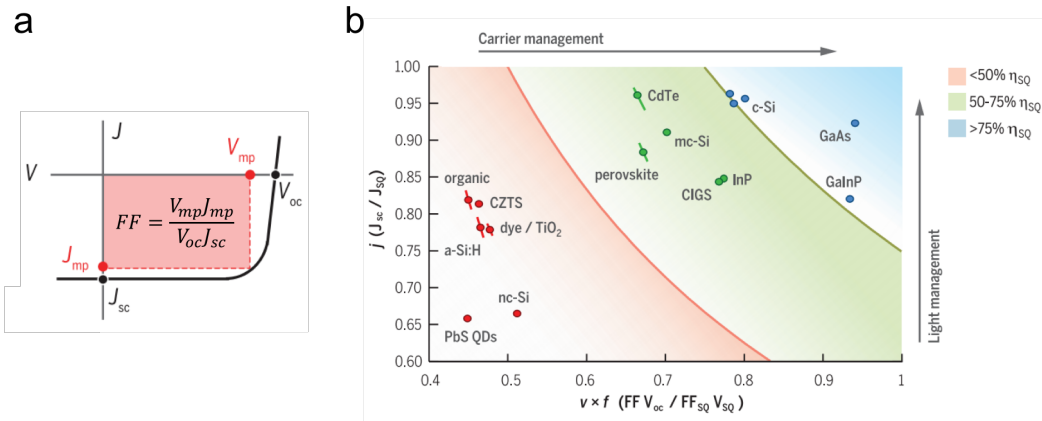 a
J
V
V_mp
V_oc
FF = V_mp J_mp / V_oc J_sc
J_mp
J_sc
b
Carrier management
<50% η_SQ
50-75% η_SQ
>75% η_SQ
Light management
j (J_sc / J_SQ)
1.00
0.95
0.90
0.85
0.80
0.75
0.70
0.65
0.60
CdTe
c-Si
mc-Si
GaAs
perovskite
InP
CIGS
GaInP
organic
CZTS
dye / TiO₂
a-Si:H
nc-Si
PbS QDs
0.4
0.5
0.6
0.7
0.8
0.9
1
v × f (FF V_oc / FF_SQ V_SQ)